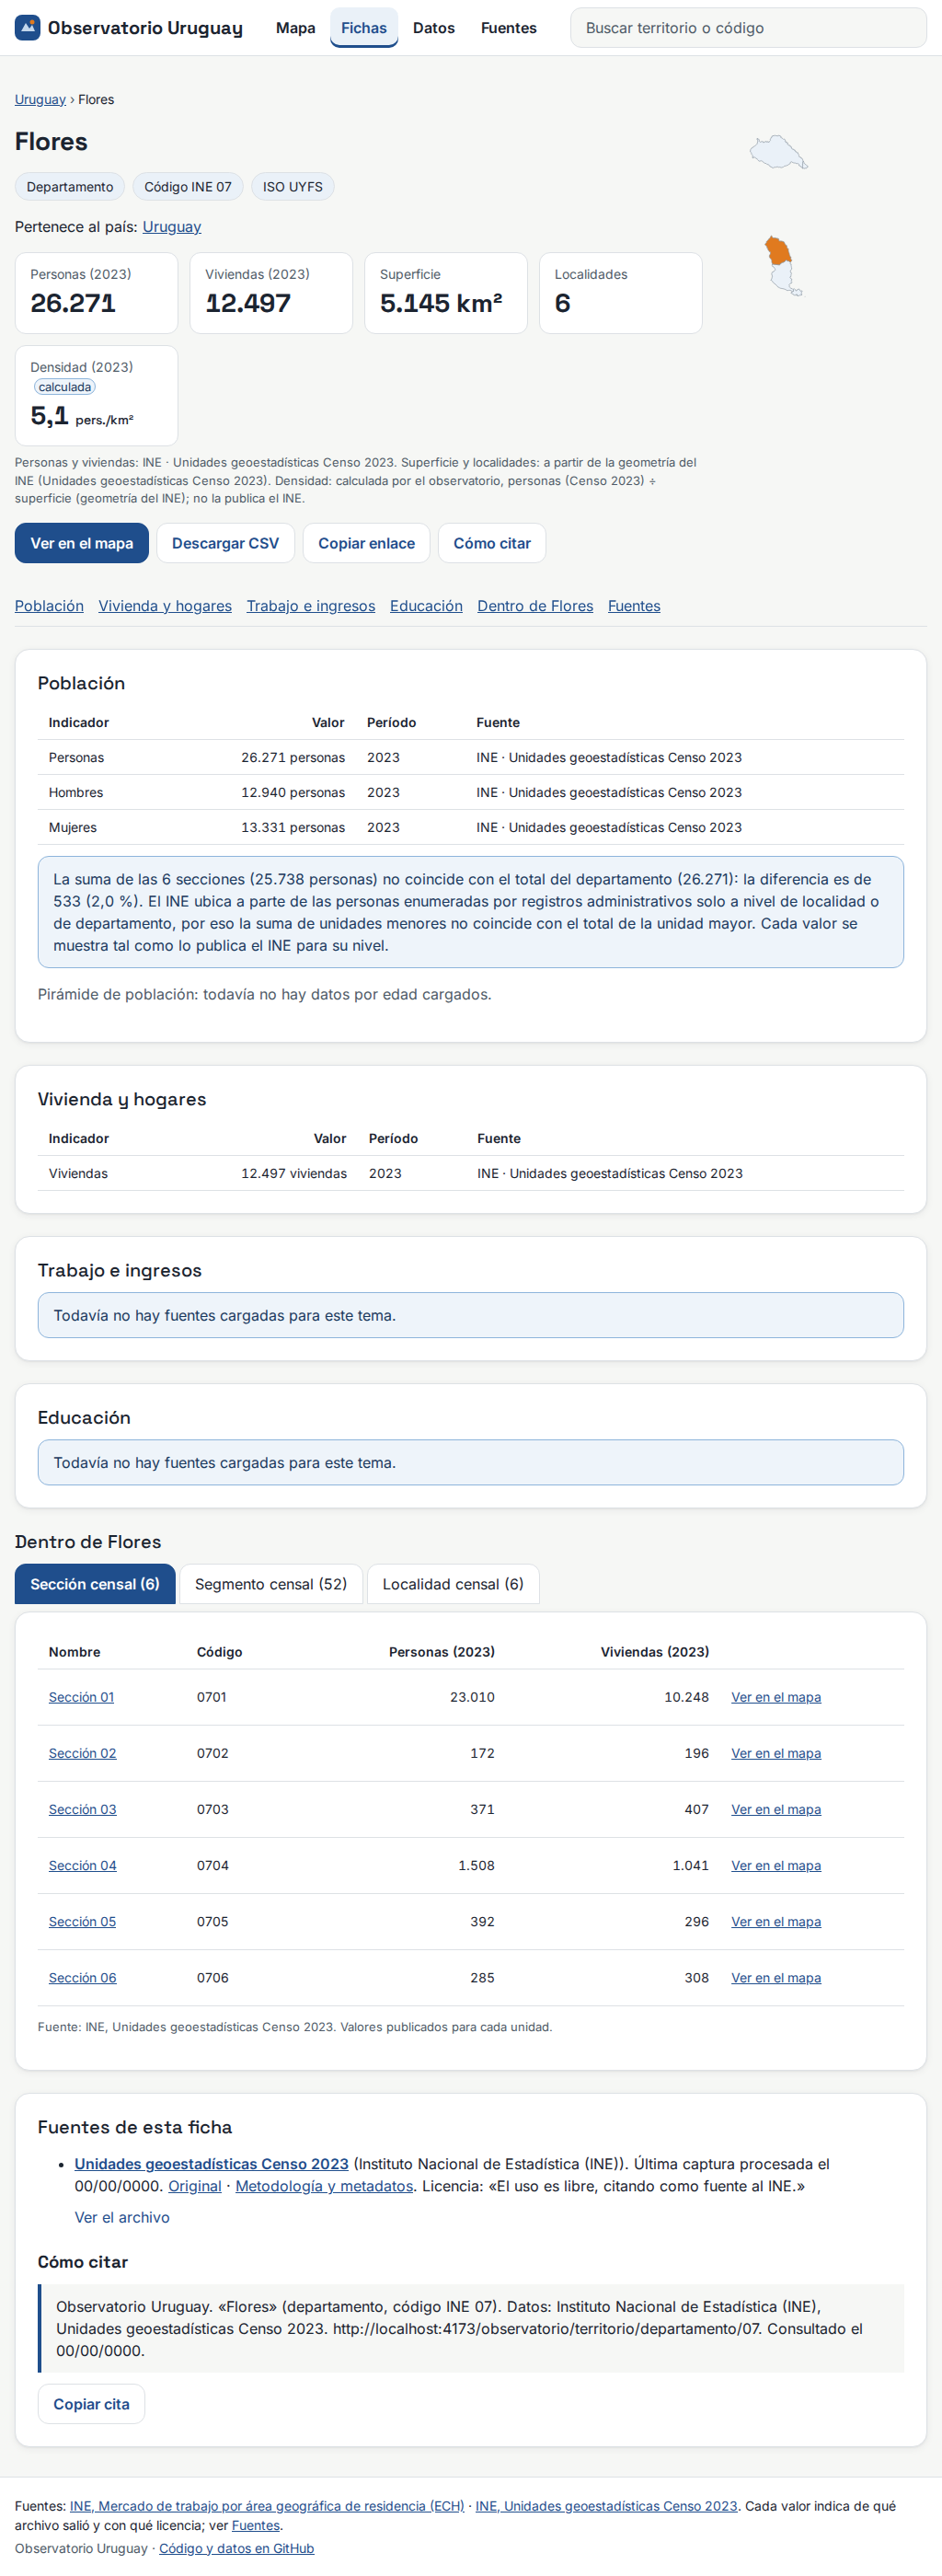 Observatorio Uruguay
Mapa
Fichas
Datos
Fuentes
Buscar territorio o código
Uruguay › Flores
Flores
Departamento
Código INE 07
ISO UYFS
Pertenece al país: Uruguay
Personas (2023)
26.271
Viviendas (2023)
12.497
Superficie
5.145 km²
Localidades
6
Densidad (2023)
calculada
5,1 pers./km²
Personas y viviendas: INE · Unidades geoestadísticas Censo 2023. Superficie y localidades: a partir de la geometría del
INE (Unidades geoestadísticas Censo 2023). Densidad: calculada por el observatorio, personas (Censo 2023) ÷
superficie (geometría del INE); no la publica el INE.
Ver en el mapa
Descargar CSV
Copiar enlace
Cómo citar
Población Vivienda y hogares Trabajo e ingresos Educación Dentro de Flores Fuentes
Población
Indicador Valor Período Fuente
Personas 26.271 personas 2023 INE · Unidades geoestadísticas Censo 2023
Hombres 12.940 personas 2023 INE · Unidades geoestadísticas Censo 2023
Mujeres 13.331 personas 2023 INE · Unidades geoestadísticas Censo 2023
La suma de las 6 secciones (25.738 personas) no coincide con el total del departamento (26.271): la diferencia es de
533 (2,0 %). El INE ubica a parte de las personas enumeradas por registros administrativos solo a nivel de localidad o
de departamento, por eso la suma de unidades menores no coincide con el total de la unidad mayor. Cada valor se
muestra tal como lo publica el INE para su nivel.
Pirámide de población: todavía no hay datos por edad cargados.
Vivienda y hogares
Indicador Valor Período Fuente
Viviendas 12.497 viviendas 2023 INE · Unidades geoestadísticas Censo 2023
Trabajo e ingresos
Todavía no hay fuentes cargadas para este tema.
Educación
Todavía no hay fuentes cargadas para este tema.
Dentro de Flores
Sección censal (6)
Segmento censal (52)
Localidad censal (6)
Nombre Código Personas (2023) Viviendas (2023)
Sección 01 0701 23.010 10.248 Ver en el mapa
Sección 02 0702 172 196 Ver en el mapa
Sección 03 0703 371 407 Ver en el mapa
Sección 04 0704 1.508 1.041 Ver en el mapa
Sección 05 0705 392 296 Ver en el mapa
Sección 06 0706 285 308 Ver en el mapa
Fuente: INE, Unidades geoestadísticas Censo 2023. Valores publicados para cada unidad.
Fuentes de esta ficha
• Unidades geoestadísticas Censo 2023 (Instituto Nacional de Estadística (INE)). Última captura procesada el
00/00/0000. Original · Metodología y metadatos. Licencia: «El uso es libre, citando como fuente al INE.»
Ver el archivo
Cómo citar
Observatorio Uruguay. «Flores» (departamento, código INE 07). Datos: Instituto Nacional de Estadística (INE),
Unidades geoestadísticas Censo 2023. http://localhost:4173/observatorio/territorio/departamento/07. Consultado el
00/00/0000.
Copiar cita
Fuentes: INE, Mercado de trabajo por área geográfica de residencia (ECH) · INE, Unidades geoestadísticas Censo 2023. Cada valor indica de qué
archivo salió y con qué licencia; ver Fuentes.
Observatorio Uruguay · Código y datos en GitHub